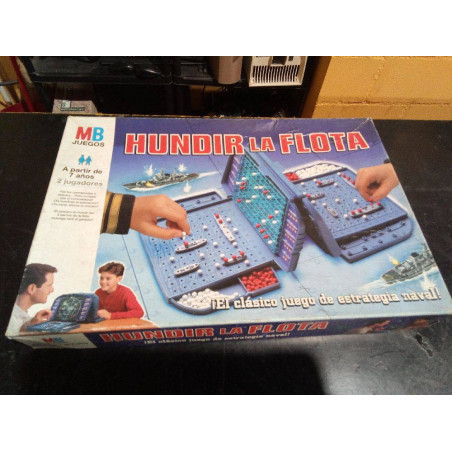 MB
JUEGOS
A partir de
7 años
2 jugadores
HUNDIR LA FLOTA
¡El clásico juego de estrategia naval!
MB
HUNDIR LA FLOTA
¡El clásico juego de estrategia naval!